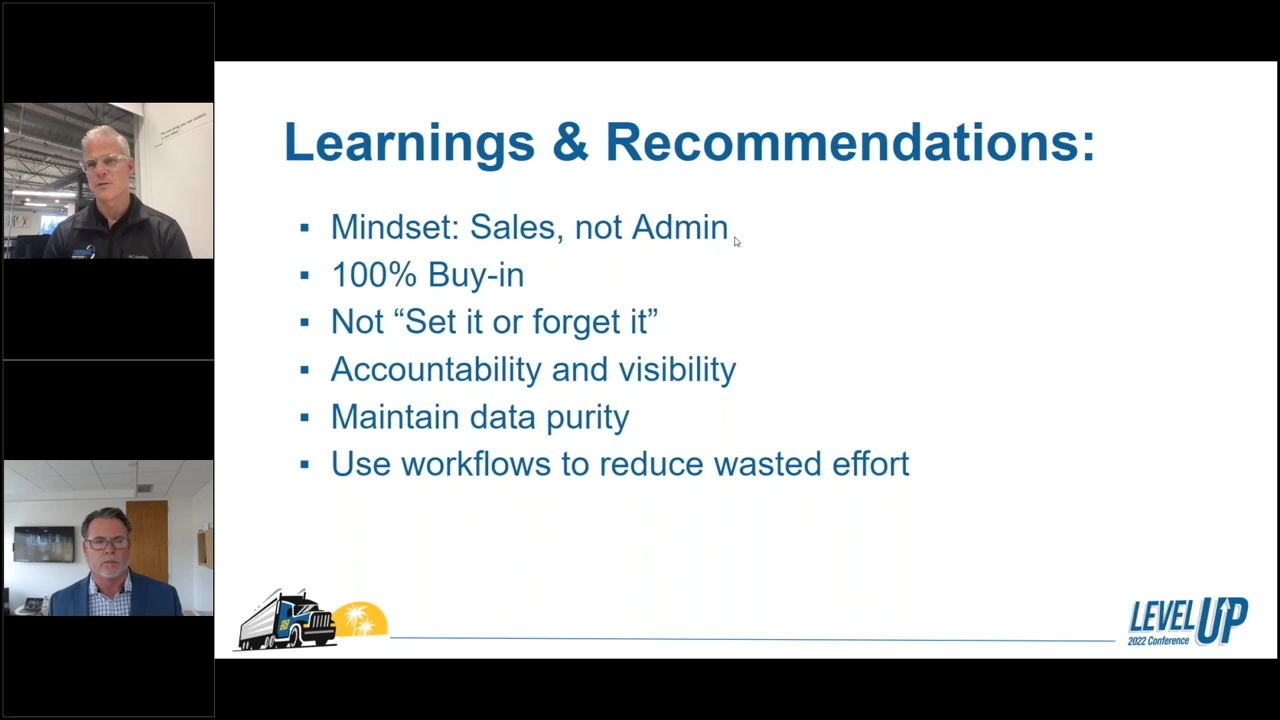 Learnings & Recommendations:
▪ Mindset: Sales, not Admin
▪ 100% Buy-in
▪ Not “Set it or forget it”
▪ Accountability and visibility
▪ Maintain data purity
▪ Use workflows to reduce wasted effort
LEVEL UP
2022 Conference